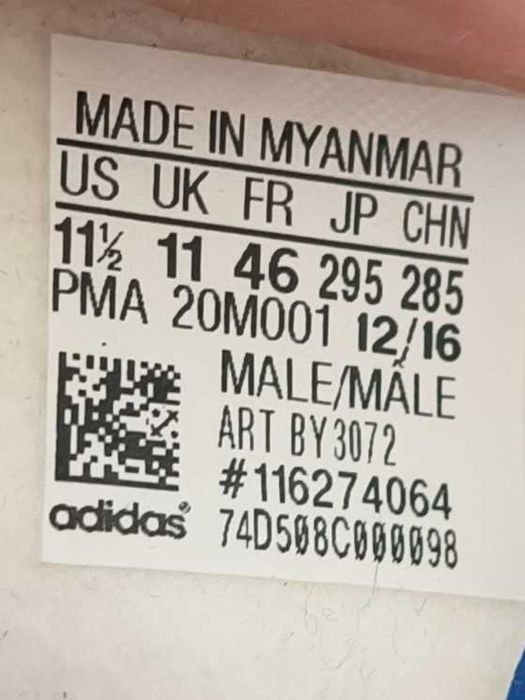 MADE IN MYANMAR
US UK FR JP CHN
11½ 11 46 295 285
PMA 20M001 12/16
MALE/MÂLE
ART BY3072
#116274064
adidas 74D508C000098